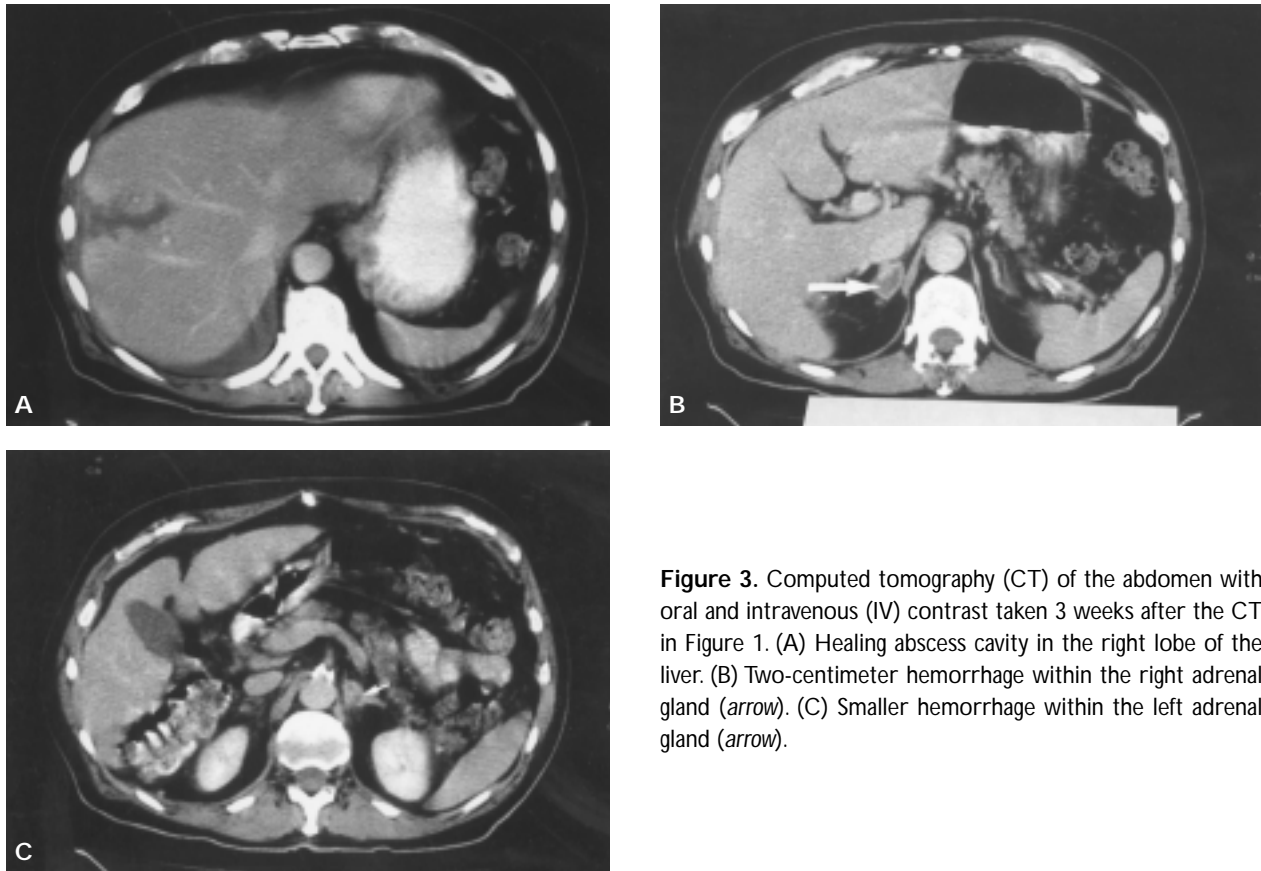 A
B
C
Figure 3. Computed tomography (CT) of the abdomen with
oral and intravenous (IV) contrast taken 3 weeks after the CT
in Figure 1. (A) Healing abscess cavity in the right lobe of the
liver. (B) Two-centimeter hemorrhage within the right adrenal
gland (arrow). (C) Smaller hemorrhage within the left adrenal
gland (arrow).